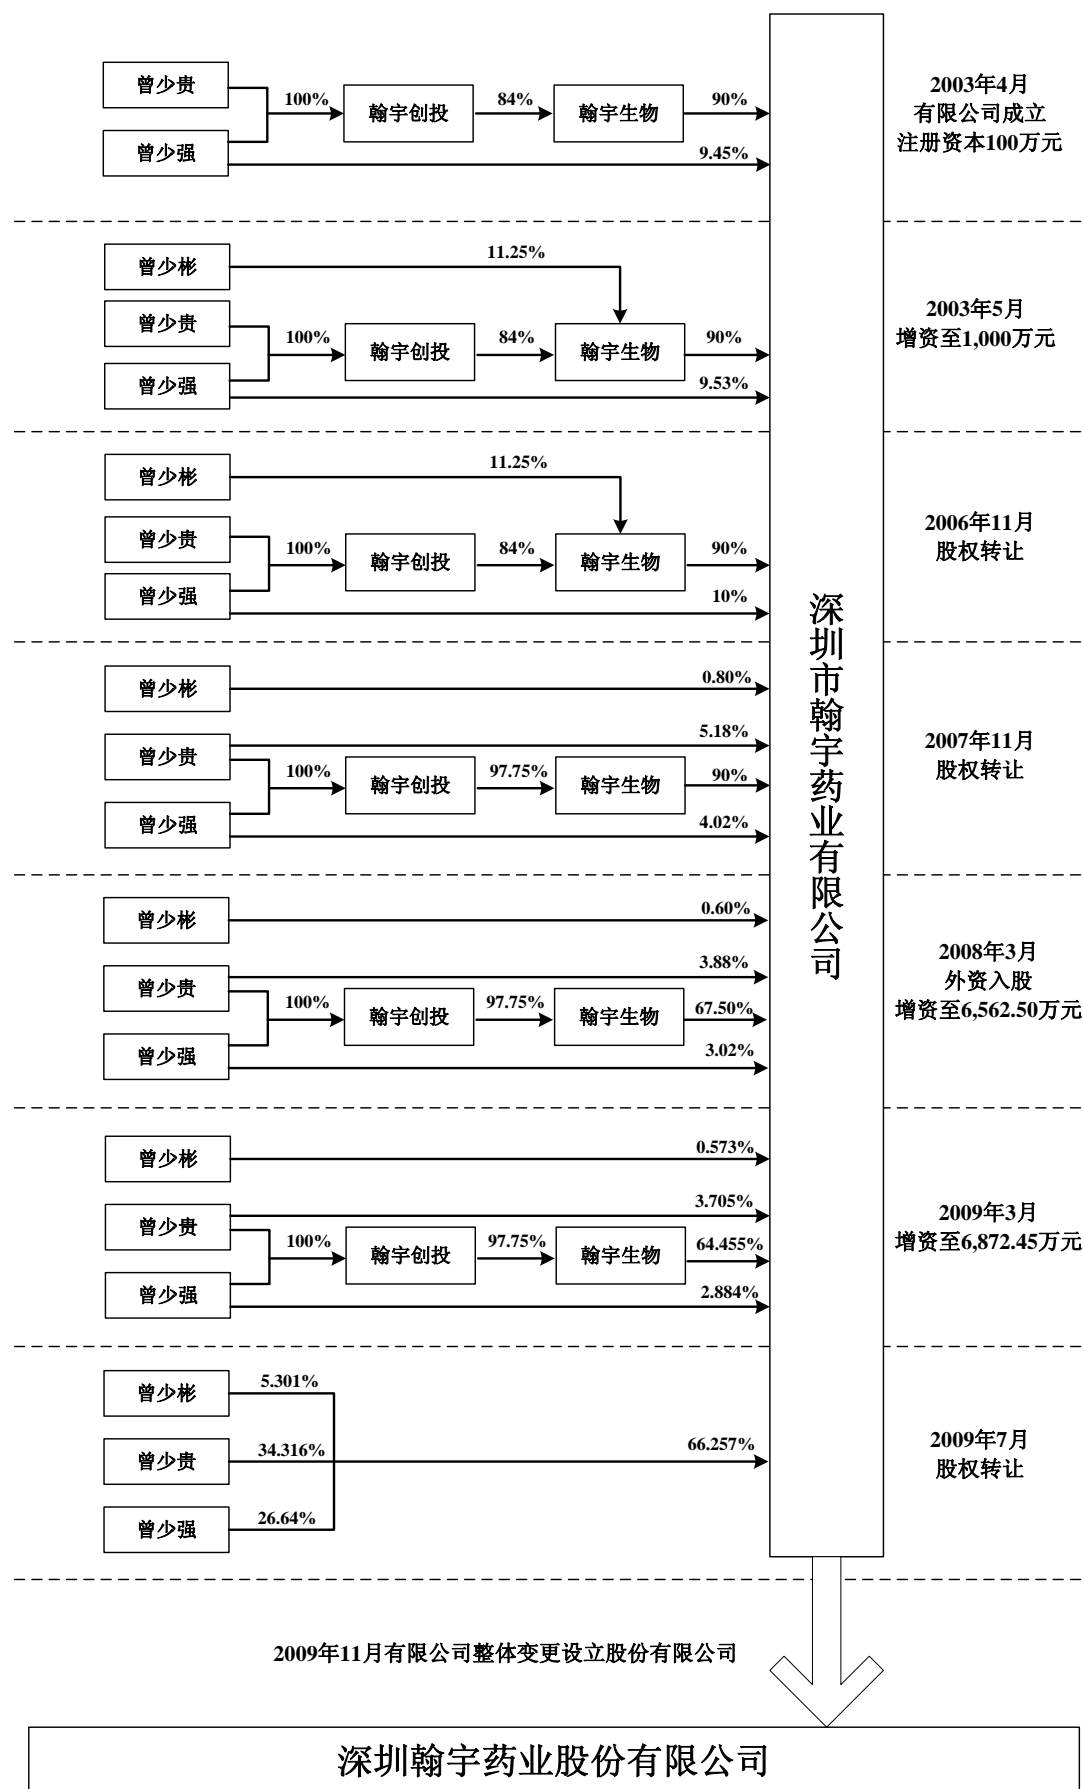 曾少贵
100%
翰宇创投
84%
翰宇生物
90%
曾少强
9.45%
2003年4月
有限公司成立
注册资本100万元
曾少彬
11.25%
曾少贵
100%
翰宇创投
84%
翰宇生物
90%
曾少强
9.53%
2003年5月
增资至1,000万元
曾少彬
11.25%
曾少贵
100%
翰宇创投
84%
翰宇生物
90%
曾少强
10%
2006年11月
股权转让
曾少彬
0.80%
曾少贵
5.18%
100%
翰宇创投
97.75%
翰宇生物
90%
曾少强
4.02%
2007年11月
股权转让
曾少彬
0.60%
曾少贵
3.88%
100%
翰宇创投
97.75%
翰宇生物
67.50%
曾少强
3.02%
2008年3月
外资入股
增资至6,562.50万元
曾少彬
0.573%
曾少贵
3.705%
100%
翰宇创投
97.75%
翰宇生物
64.455%
曾少强
2.884%
2009年3月
增资至6,872.45万元
曾少彬
5.301%
曾少贵
34.316%
66.257%
曾少强
26.64%
2009年7月
股权转让
深圳市翰宇药业有限公司
2009年11月有限公司整体变更设立股份有限公司
深圳翰宇药业股份有限公司